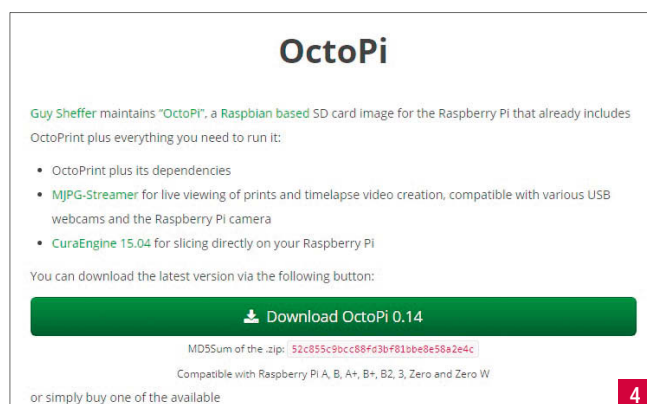 OctoPi
Guy Sheffer maintains “OctoPi”, a Raspbian based SD card image for the Raspberry Pi that already includes
OctoPrint plus everything you need to run it:
• OctoPrint plus its dependencies
• MJPG-Streamer for live viewing of prints and timelapse video creation, compatible with various USB
webcams and the Raspberry Pi camera
• CuraEngine 15.04 for slicing directly on your Raspberry Pi
You can download the latest version via the following button:
Download OctoPi 0.14
MD5Sum of the .zip: 52c855c9bcc88fd3bf81bbe8e58a2e4c
Compatible with Raspberry Pi A, B, A+, B+, B2, 3, Zero and Zero W
or simply buy one of the available
4